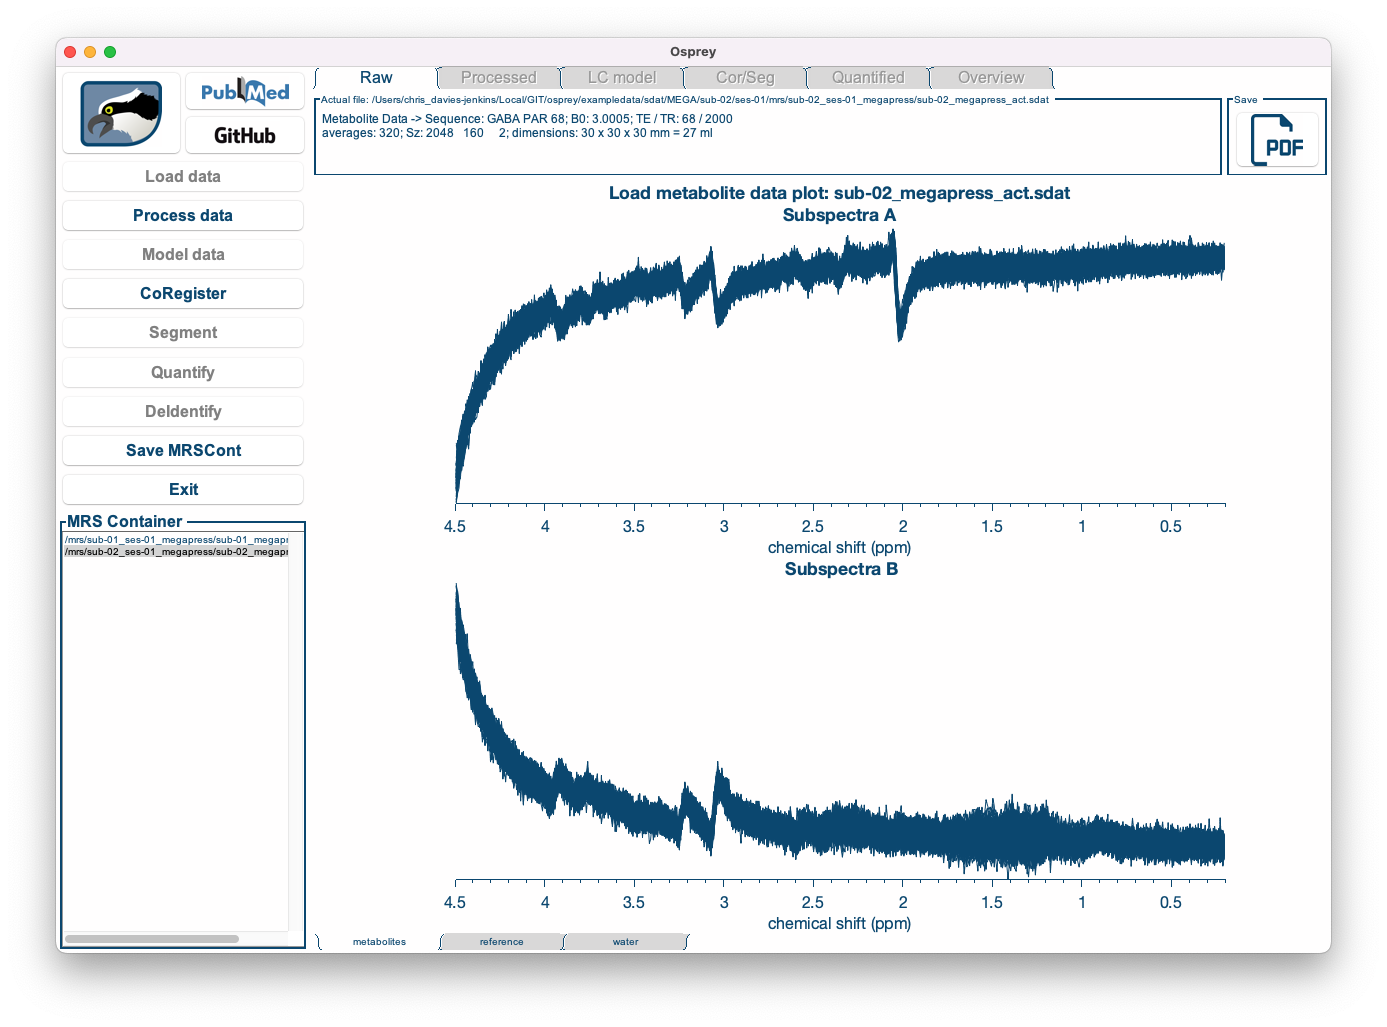 Osprey
PubMed
GitHub
Load data
Process data
Model data
CoRegister
Segment
Quantify
DeIdentify
Save MRSCont
Exit
MRS Container
/mrs/sub-01_ses-01_megapress/sub-01_megapr
/mrs/sub-02_ses-01_megapress/sub-02_megapr
Raw Processed LC model Cor/Seg Quantified Overview
Actual file: /Users/chris_davies-jenkins/Local/GIT/osprey/exampledata/sdat/MEGA/sub-02/ses-01/mrs/sub-02_ses-01_megapress/sub-02_megapress_act.sdat
Metabolite Data -> Sequence: GABA PAR 68; B0: 3.0005; TE / TR: 68 / 2000
averages: 320; Sz: 2048 160 2; dimensions: 30 x 30 x 30 mm = 27 ml
Save
PDF
Load metabolite data plot: sub-02_megapress_act.sdat
Subspectra A
4.5 4 3.5 3 2.5 2 1.5 1 0.5
chemical shift (ppm)
Subspectra B
4.5 4 3.5 3 2.5 2 1.5 1 0.5
chemical shift (ppm)
metabolites reference water